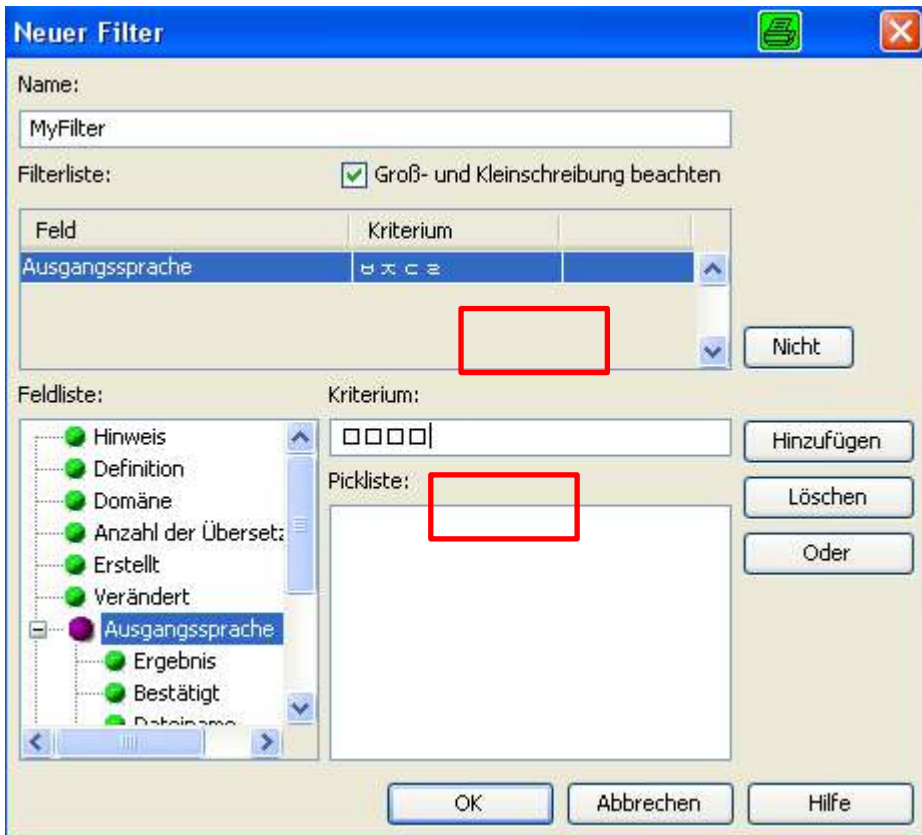 Neuer Filter
Name:
MyFilter
Filterliste:
Groß- und Kleinschreibung beachten
Feld Kriterium
Ausgangssprache
Nicht
Feldliste:
Kriterium:
Hinweis
□□□□
Hinzufügen
Definition
Pickliste:
Domäne
Löschen
Anzahl der Übersetz
Erstellt
Oder
Verändert
Ausgangssprache
Ergebnis
Bestätigt
Dateiname
OK Abbrechen Hilfe